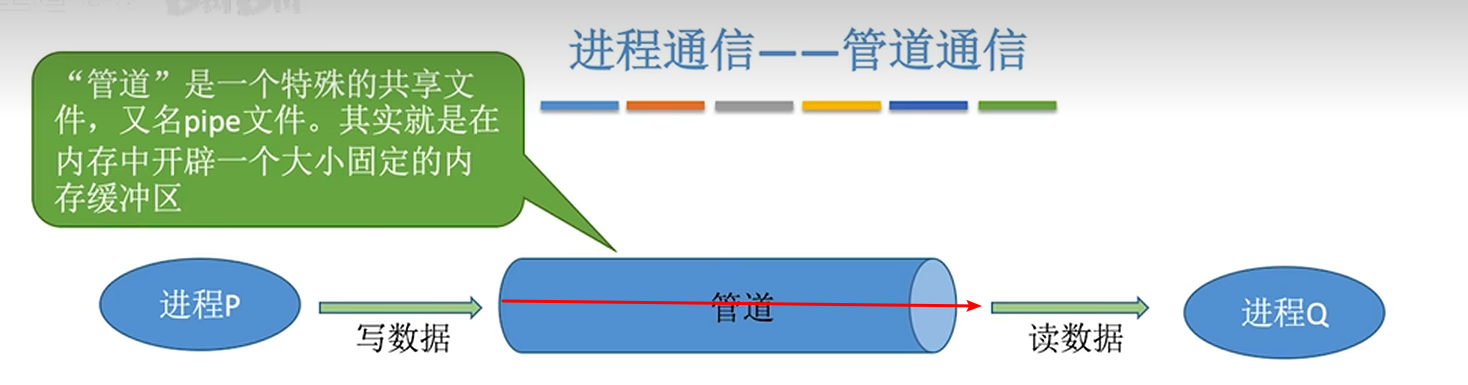 进程通信——管道通信
“管道”是一个特殊的共享文
件，又名pipe文件。其实就是在
内存中开辟一个大小固定的内
存缓冲区
进程P
写数据
管道
读数据
进程Q